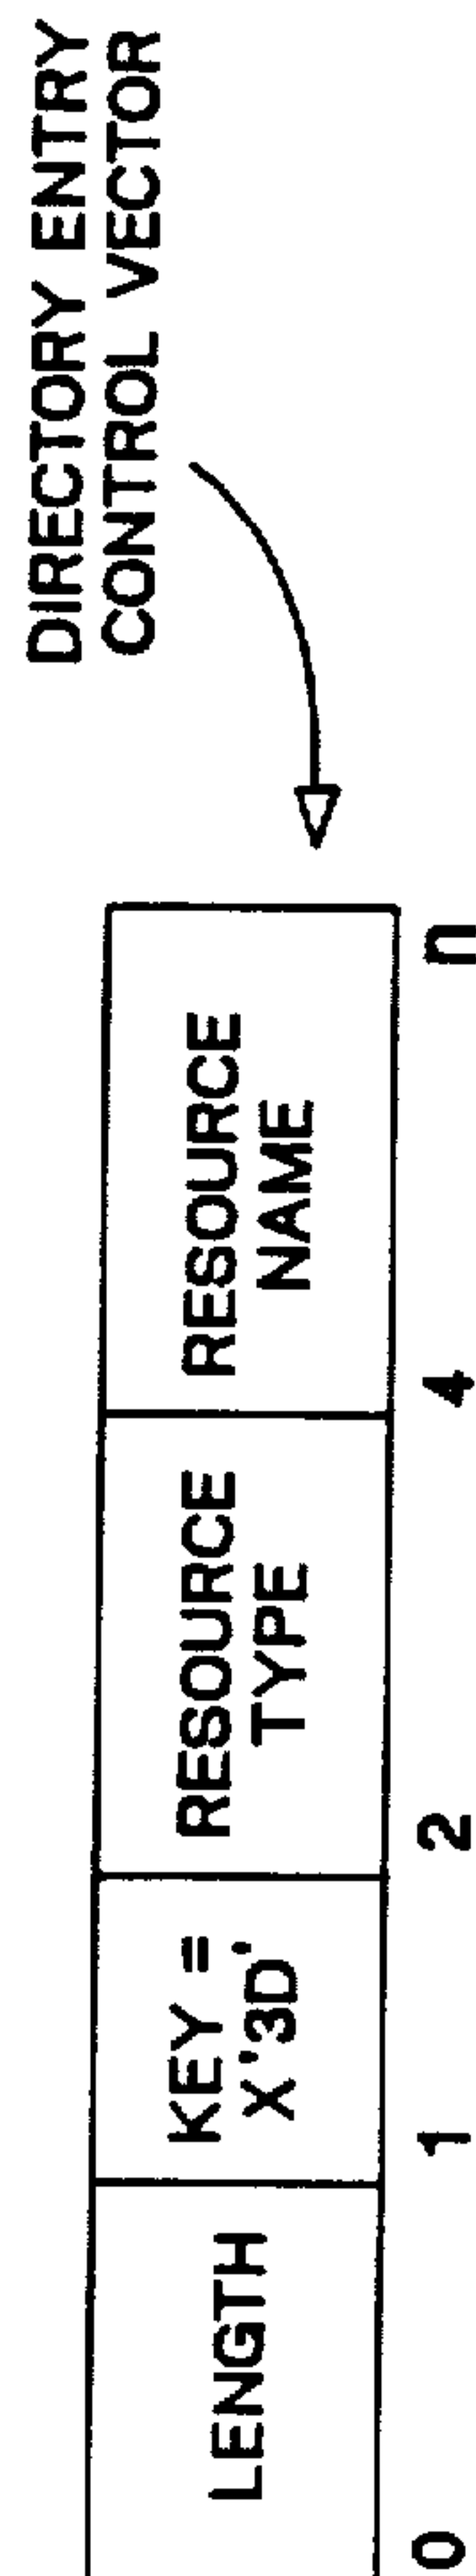 DIRECTORY ENTRY
CONTROL VECTOR
LENGTH
KEY =
X'3D'
RESOURCE
TYPE
RESOURCE
NAME
0 1 2 4 n